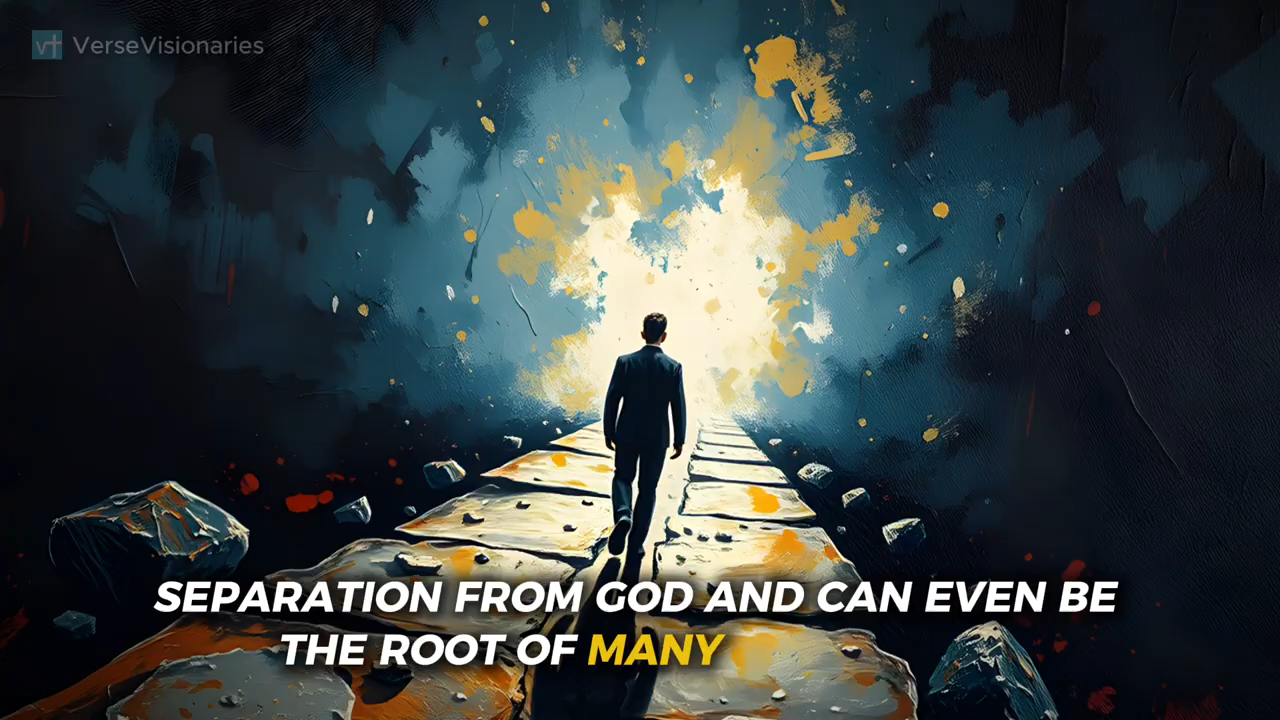 VerseVisionaries
SEPARATION FROM GOD AND CAN EVEN BE
THE ROOT OF MANY